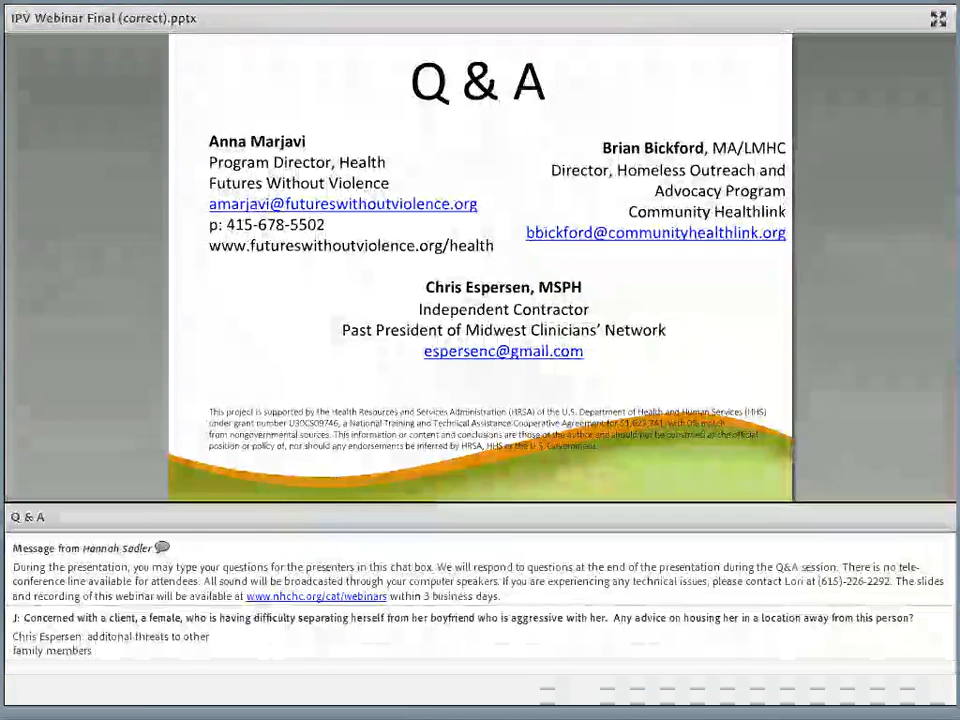 IPV Webinar Final (correct).pptx
Q & A
Anna Marjavi
Program Director, Health
Futures Without Violence
amarjavi@futureswithoutviolence.org
p: 415-678-5502
www.futureswithoutviolence.org/health
Brian Bickford, MA/LMHC
Director, Homeless Outreach and
Advocacy Program
Community Healthlink
bbickford@communityhealthlink.org
Chris Espersen, MSPH
Independent Contractor
Past President of Midwest Clinicians' Network
espersenc@gmail.com
This project is supported by the Health Resources and Services Administration (HRSA) of the U.S. Department of Health and Human Services (HHS)
under grant number U30CS09746, a National Training and Technical Assistance Cooperative Agreement for $1,625,741, with 0% match
from nongovernmental sources. This information or content and conclusions are those of the author and should not be construed as the official
position or policy of, nor should any endorsements be inferred by HRSA, HHS or the U.S. Government.
Q & A
Message from Hannah Sadler
During the presentation, you may type your questions for the presenters in this chat box. We will respond to questions at the end of the presentation during the Q&A session. There is no tele-
conference line available for attendees. All sound will be broadcasted through your computer speakers. If you are experiencing any technical issues, please contact Lori at (615)-226-2292. The slides
and recording of this webinar will be available at www.nhchc.org/cat/webinars within 3 business days.
J: Concerned with a client, a female, who is having difficulty separating herself from her boyfriend who is aggressive with her. Any advice on housing her in a location away from this person?
Chris Espersen: additonal threats to other
family members